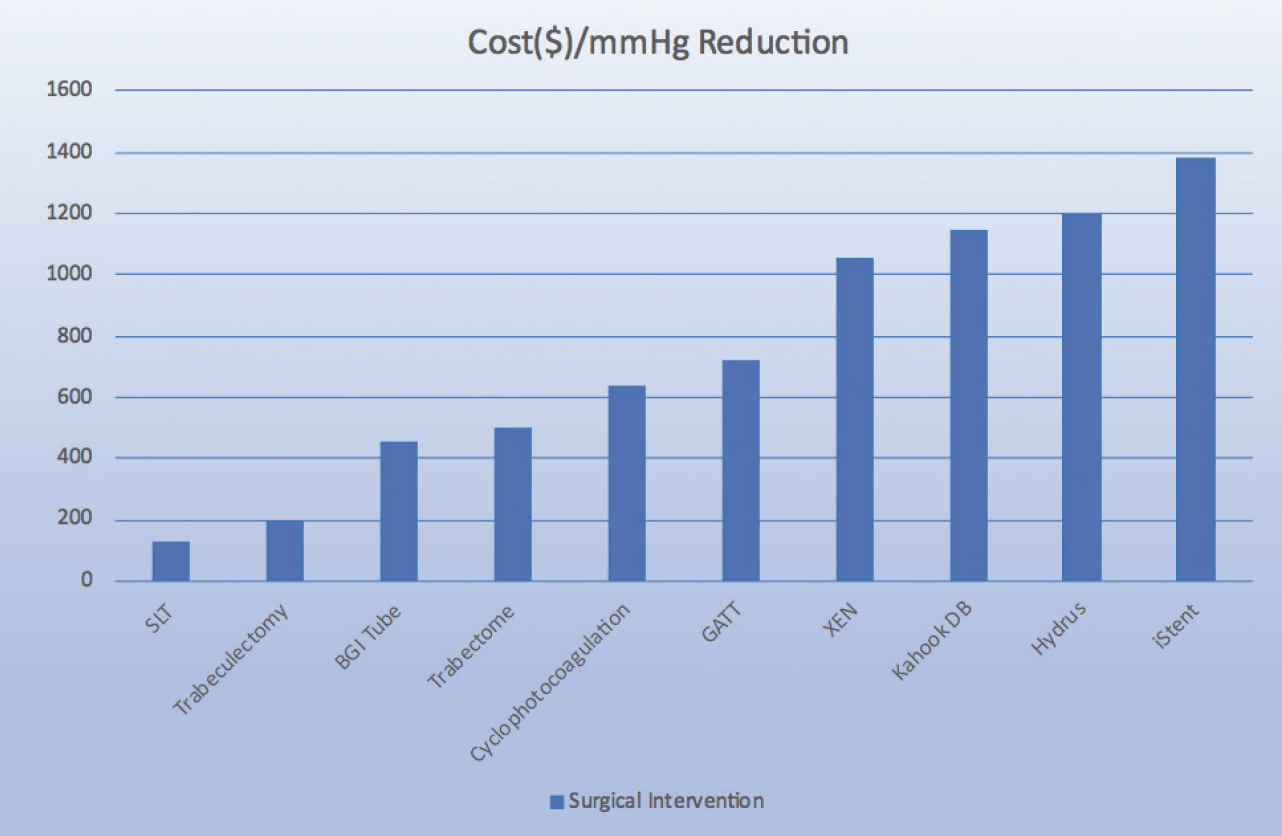 Cost($)/mmHg Reduction
1600
1400
1200
1000
800
600
400
200
0
SLT
Trabeculectomy
BGI Tube
Trabectome
Cyclophotocoagulation
GATT
XEN
Kahook DB
Hydrus
iStent
Surgical Intervention